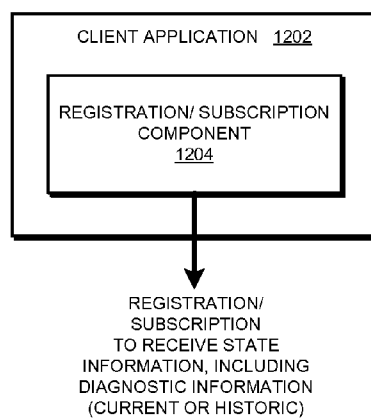 CLIENT APPLICATION 1202
REGISTRATION/ SUBSCRIPTION
COMPONENT
1204
REGISTRATION/
SUBSCRIPTION
TO RECEIVE STATE
INFORMATION, INCLUDING
DIAGNOSTIC INFORMATION
(CURRENT OR HISTORIC)